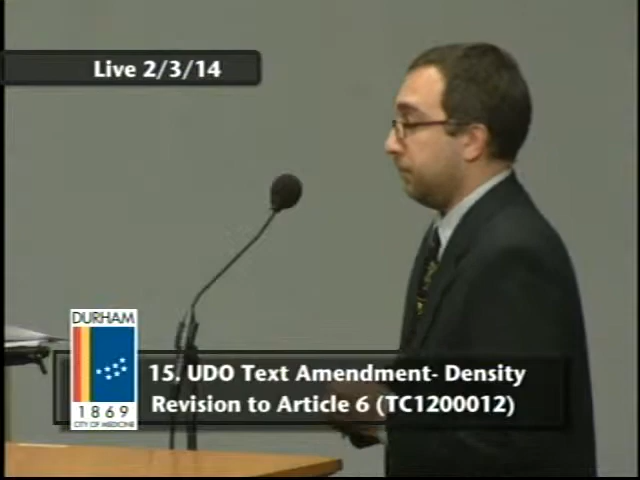 Live 2/3/14
DURHAM
1869
CITY OF MEDICINE
15. UDO Text Amendment- Density
Revision to Article 6 (TC1200012)